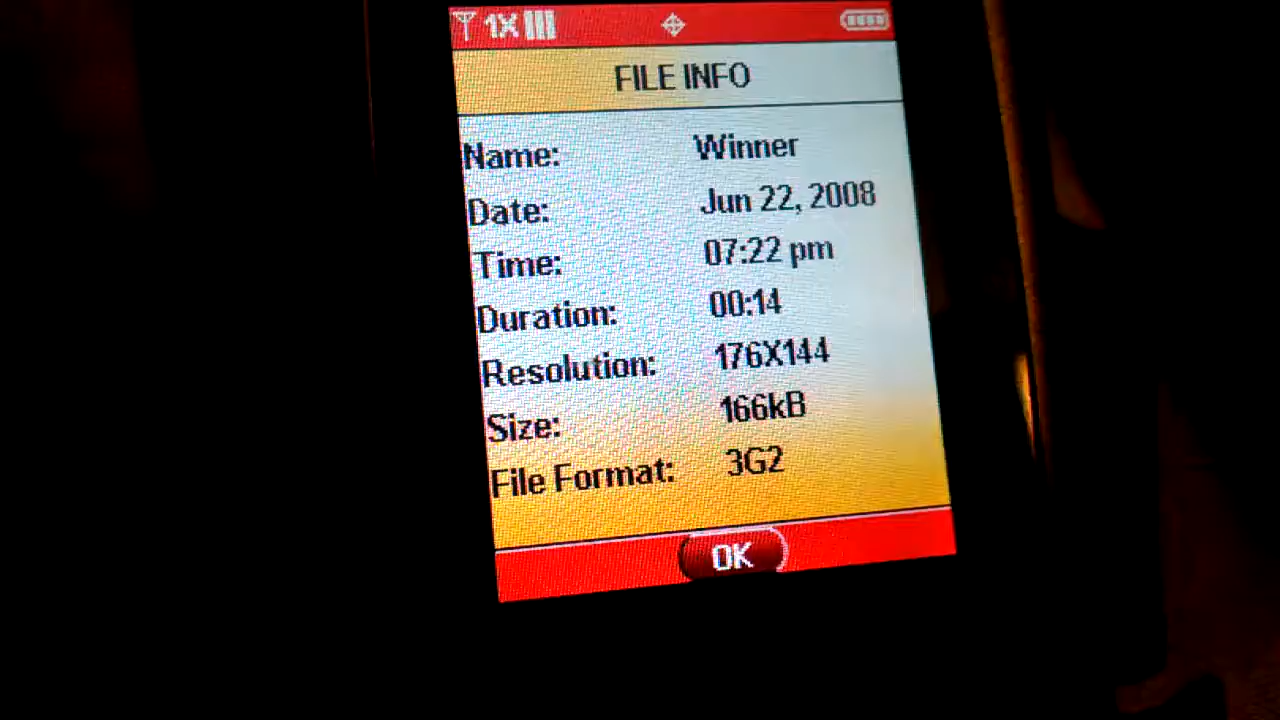 1X
FILE INFO
Name: Winner
Date: Jun 22, 2008
Time: 07:22 pm
Duration: 00:14
Resolution: 176X144
Size: 166kB
File Format: 3G2
OK